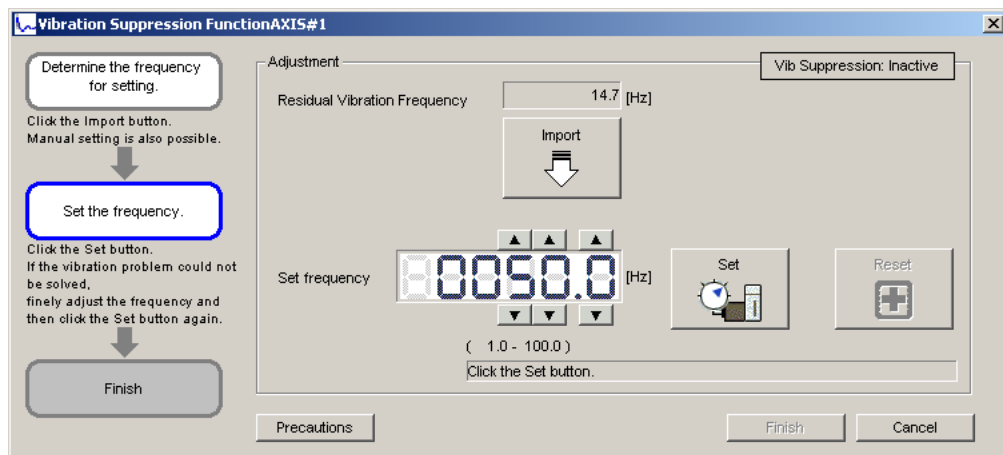 Vibration Suppression FunctionAXIS#1
Determine the frequency
for setting.
Click the Import button.
Manual setting is also possible.
Set the frequency.
Click the Set button.
If the vibration problem could not
be solved,
finely adjust the frequency and
then click the Set button again.
Finish
Adjustment
Vib Suppression: Inactive
Residual Vibration Frequency
14.7 [Hz]
Import
Set frequency
0050.0 [Hz]
Set
Reset
( 1.0 - 100.0 )
Click the Set button.
Precautions
Finish
Cancel